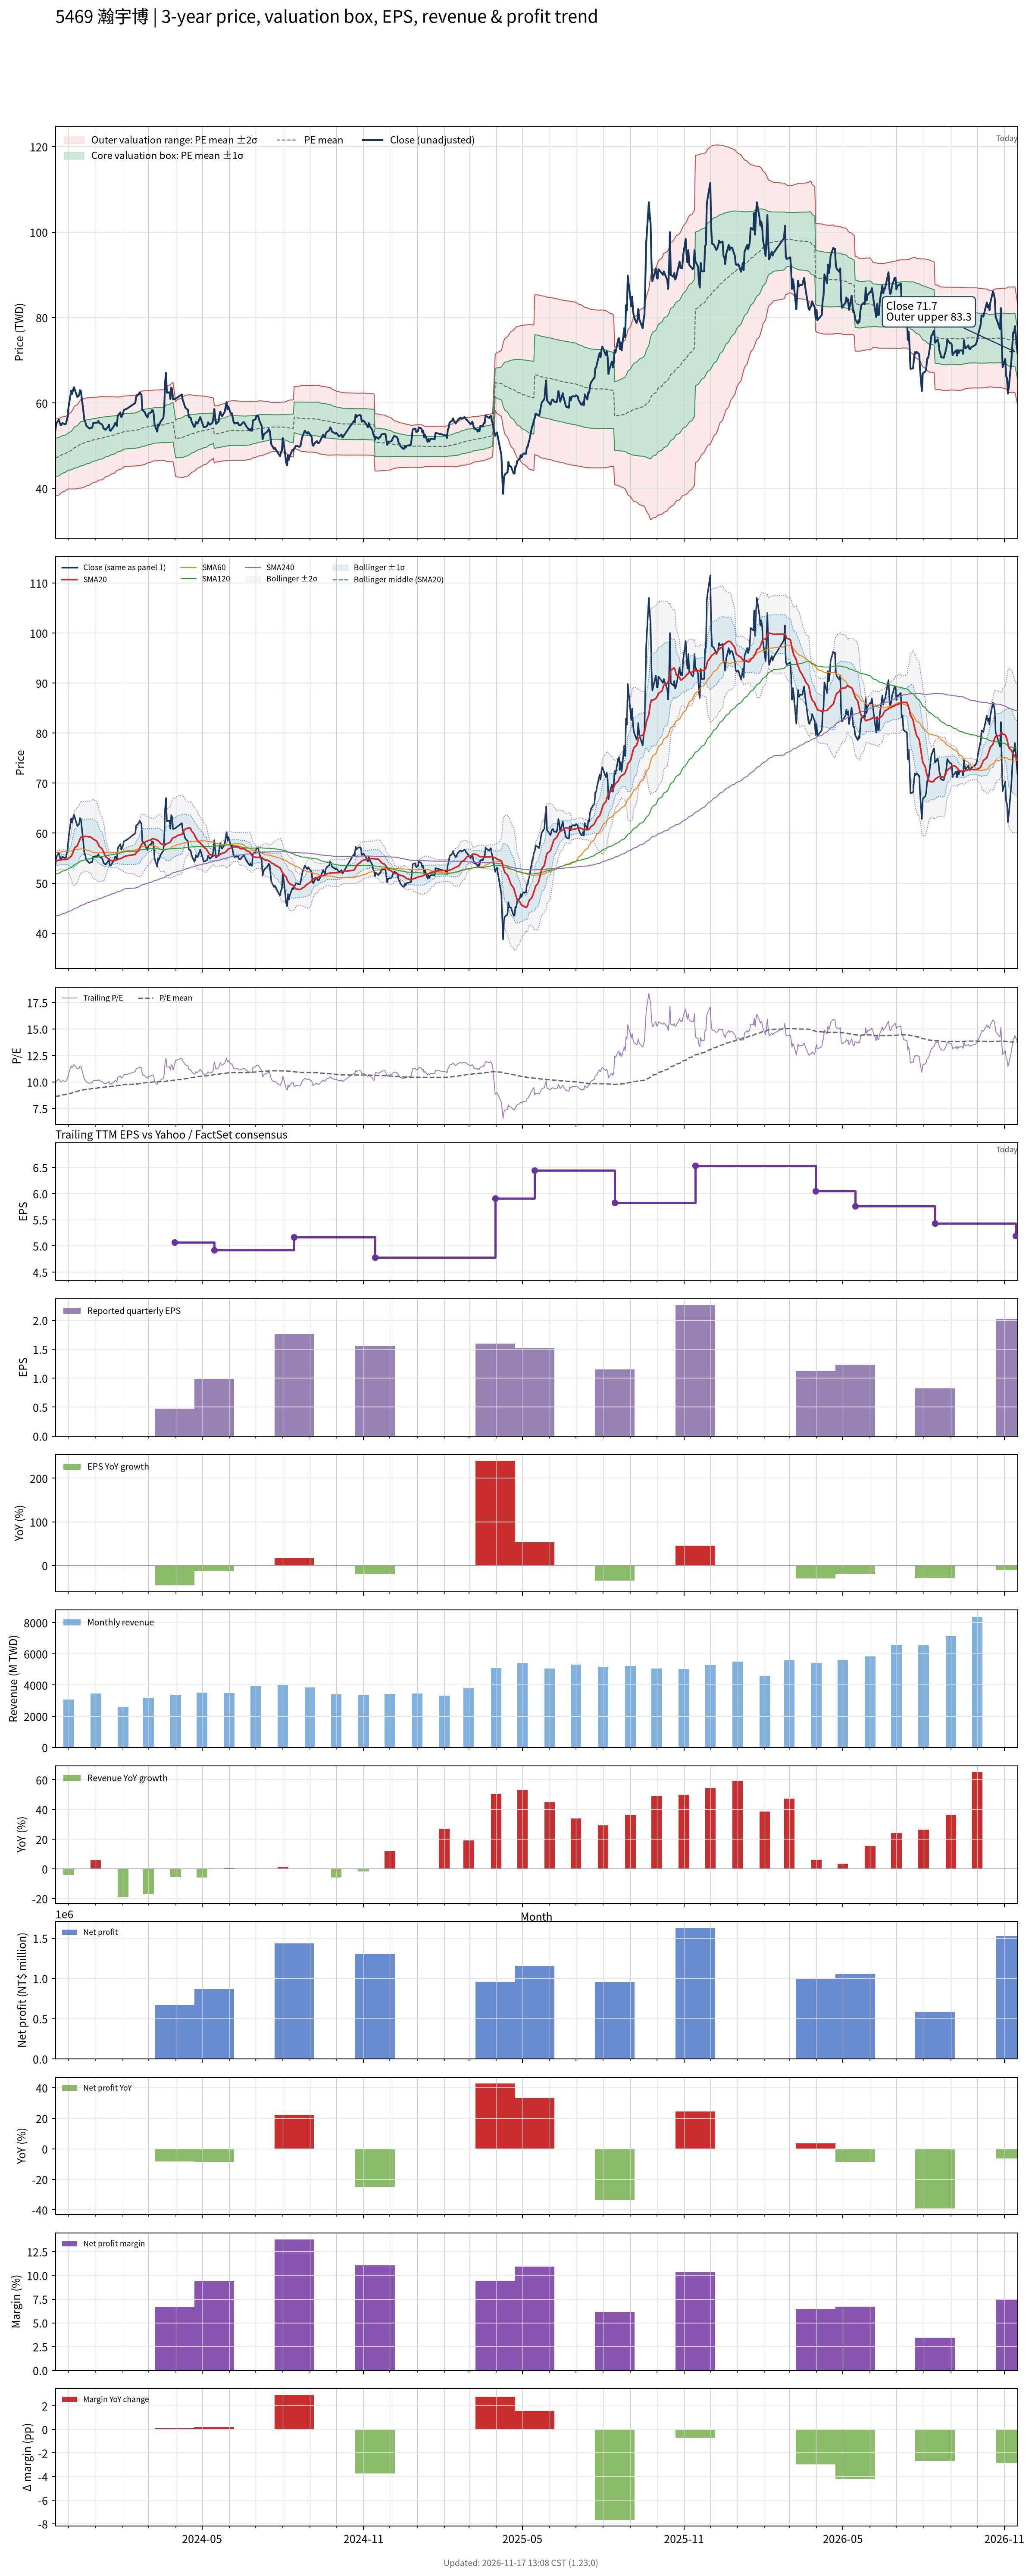 5469 瀚宇博 | 3-year price, valuation box, EPS, revenue & profit trend
Outer valuation range: PE mean ±2σ
Core valuation box: PE mean ±1σ
PE mean
Close (unadjusted)
Today
Price (TWD)
120
100
80
60
40
Close 71.7
Outer upper 83.3
Close (same as panel 1)
SMA20
SMA60
SMA120
SMA240
Bollinger ±2σ
Bollinger ±1σ
Bollinger middle (SMA20)
Price
110
100
90
80
70
60
50
40
Trailing P/E
P/E mean
P/E
17.5
15.0
12.5
10.0
7.5
Trailing TTM EPS vs Yahoo / FactSet consensus
Today
EPS
6.5
6.0
5.5
5.0
4.5
Reported quarterly EPS
EPS
2.0
1.5
1.0
0.5
0.0
EPS YoY growth
YoY (%)
200
100
0
Monthly revenue
Revenue (M TWD)
8000
6000
4000
2000
0
Revenue YoY growth
YoY (%)
60
40
20
0
-20
Month
1e6
Net profit
Net profit (NT$ million)
1.5
1.0
0.5
0.0
Net profit YoY
YoY (%)
40
20
0
-20
-40
Net profit margin
Margin (%)
12.5
10.0
7.5
5.0
2.5
0.0
Margin YoY change
Δ margin (pp)
2
0
-2
-4
-6
-8
2024-05
2024-11
2025-05
2025-11
2026-05
2026-11
Updated: 2026-11-17 13:08 CST (1.23.0)